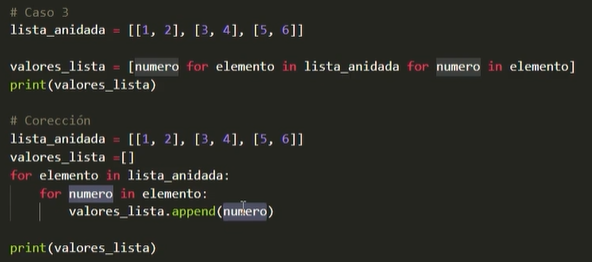 # Caso 3
lista_anidada = [[1, 2], [3, 4], [5, 6]]
valores_lista = [numero for elemento in lista_anidada for numero in elemento]
print(valores_lista)
# Corección
lista_anidada = [[1, 2], [3, 4], [5, 6]]
valores_lista =[]
for elemento in lista_anidada:
    for numero in elemento:
        valores_lista.append(numero)
print(valores_lista)